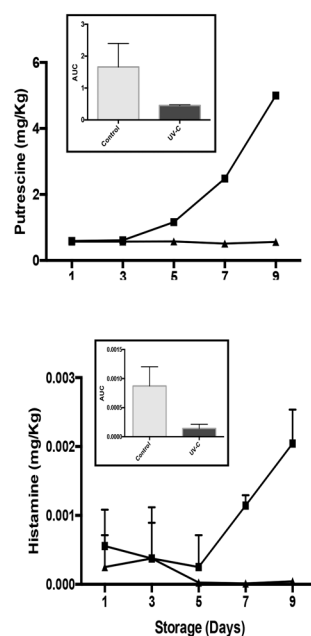 3
2
1
0
AUC
Control
UV-C
6
4
2
0
Putrescine (mg/Kg)
1 3 5 7 9
0.0015
0.0010
0.0005
0.0000
AUC
Control
UV-C
0.003
0.002
0.001
0.000
Histamine (mg/Kg)
1 3 5 7 9
Storage (Days)